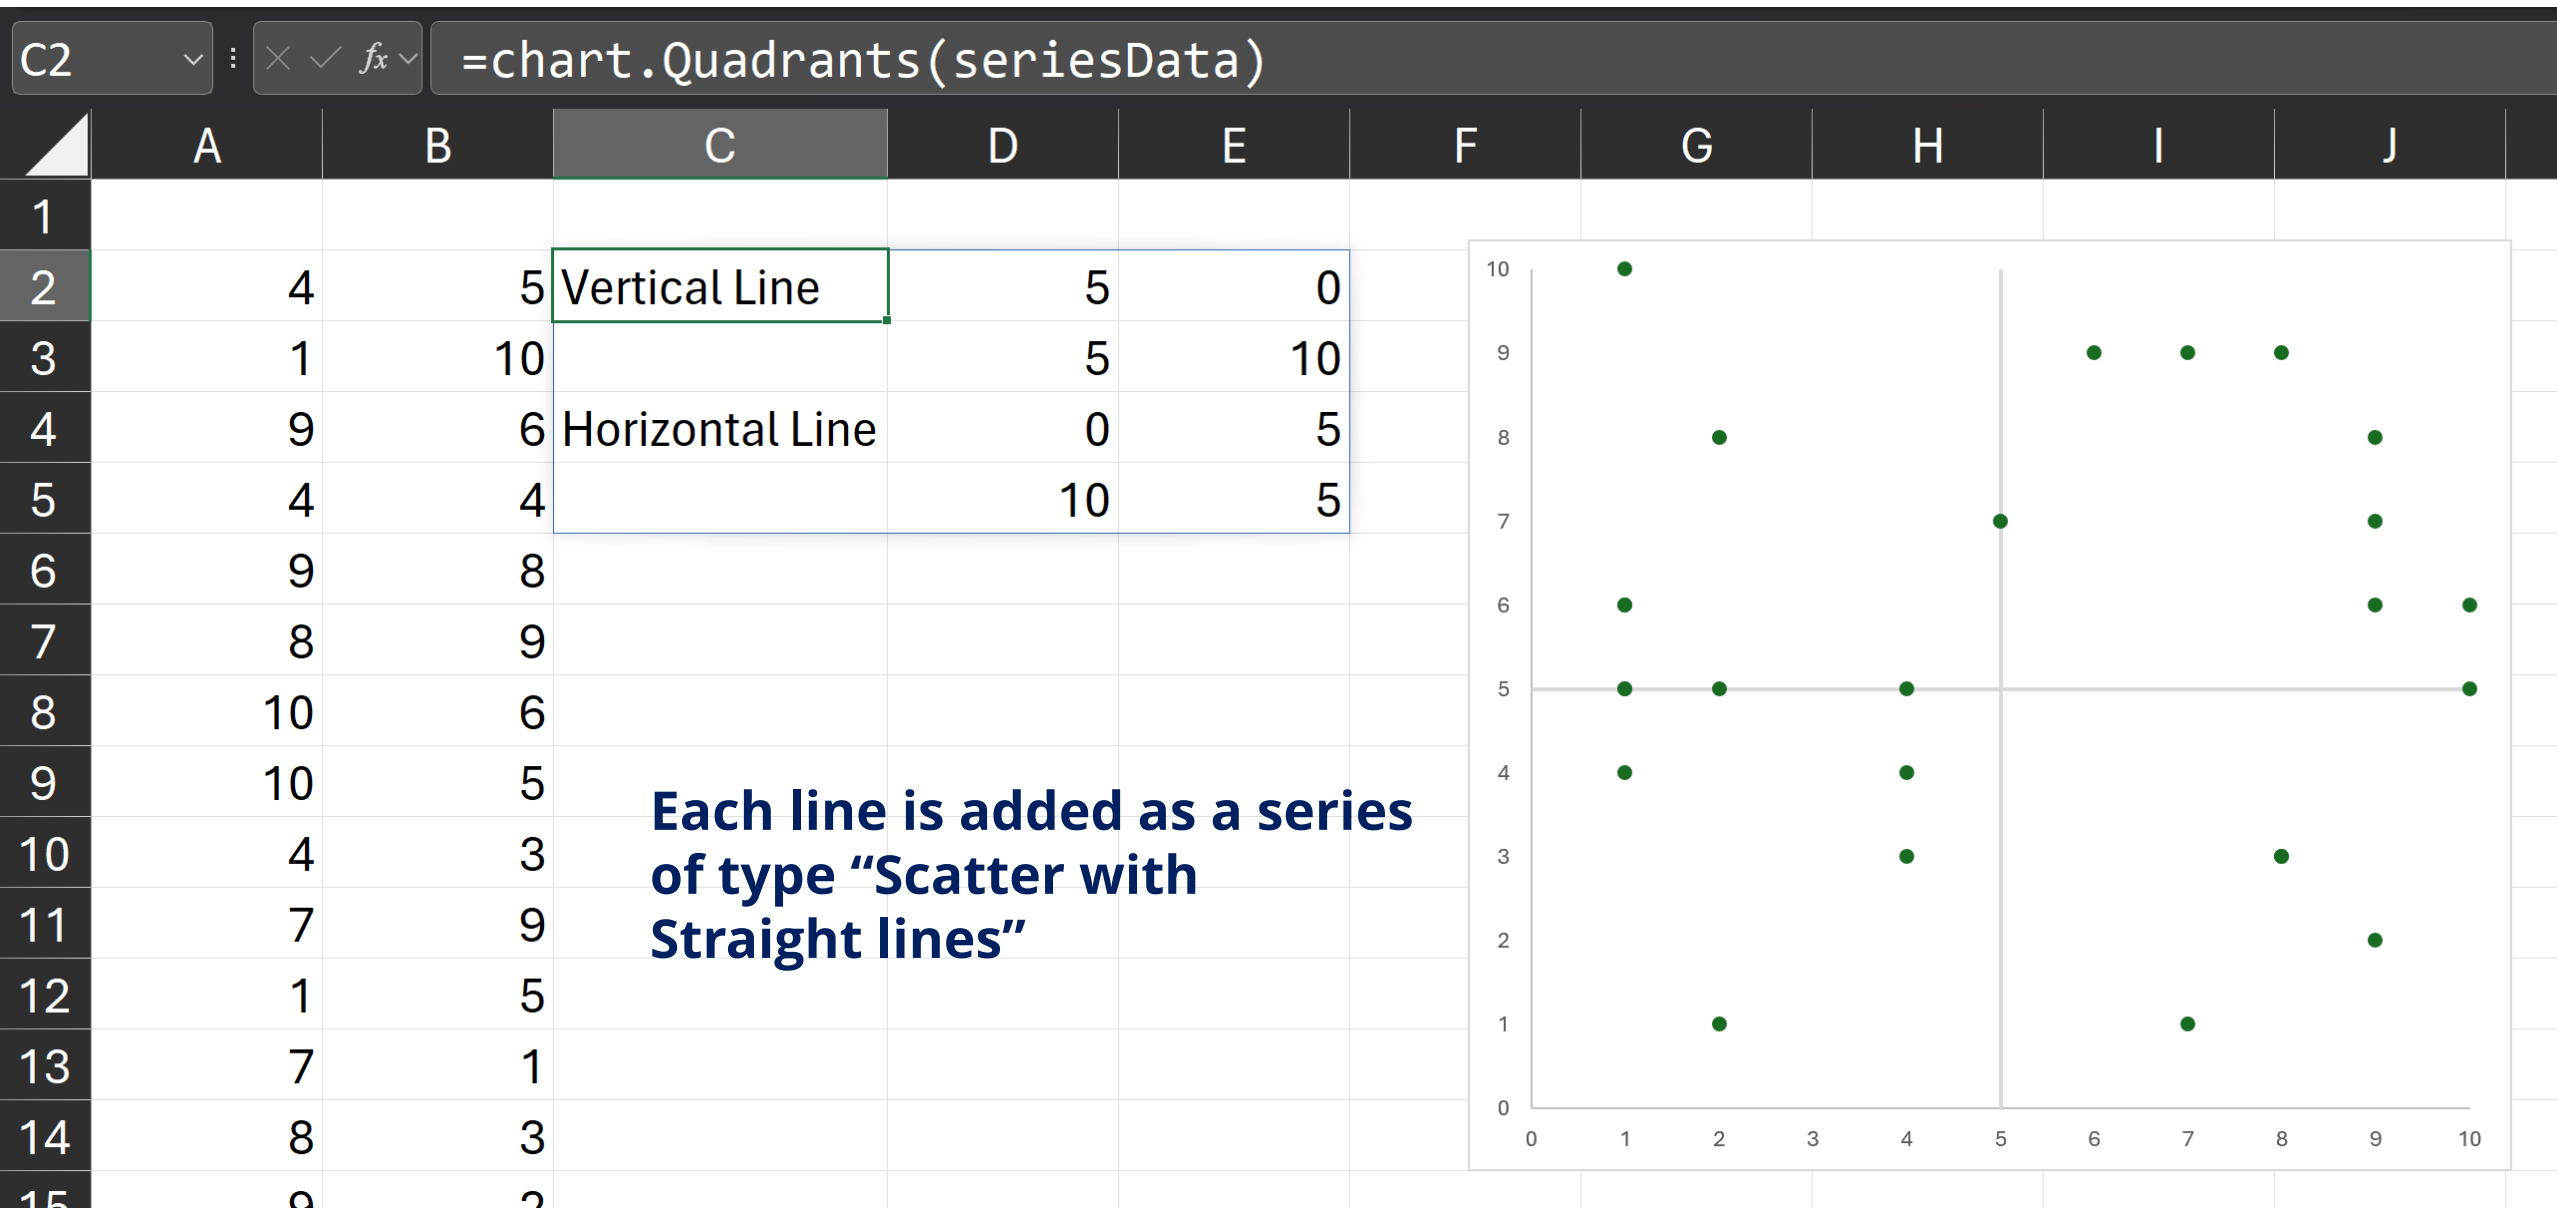 C2 fx =chart.Quadrants(seriesData)
A B C D E F G H I J
1
2 4 5 Vertical Line 5 0
3 1 10 5 10
4 9 6 Horizontal Line 0 5
5 4 4 10 5
6 9 8
7 8 9
8 10 6
9 10 5
10 4 3
11 7 9
12 1 5
13 7 1
14 8 3
15 9 2
Each line is added as a series
of type “Scatter with
Straight lines”
10
9
8
7
6
5
4
3
2
1
0
0 1 2 3 4 5 6 7 8 9 10